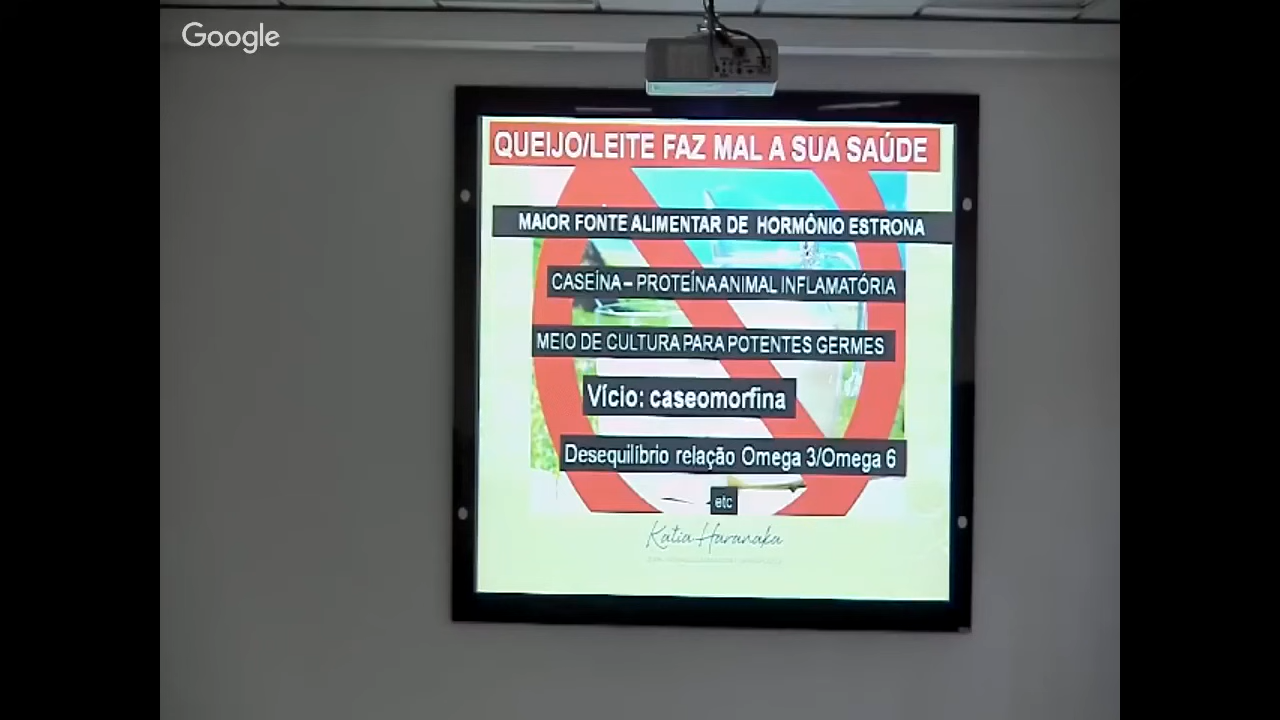 Google
QUEIJO/LEITE FAZ MAL A SUA SAÚDE
MAIOR FONTE ALIMENTAR DE HORMÔNIO ESTRONA
CASEÍNA – PROTEÍNA ANIMAL INFLAMATÓRIA
MEIO DE CULTURA PARA POTENTES GERMES
Vício: caseomorfina
Desequilíbrio relação Omega 3/Omega 6
etc
Katia Haranaka